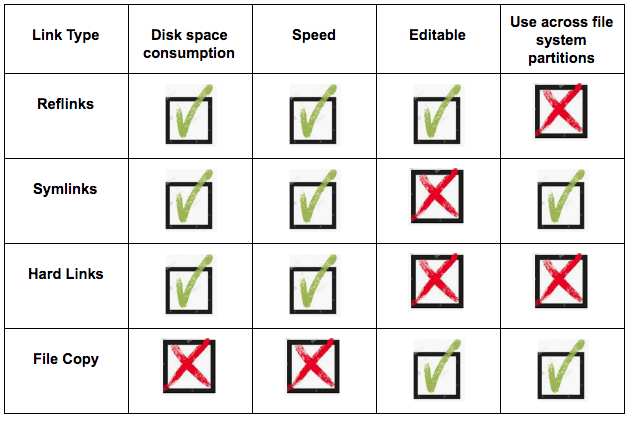 Link Type
Disk space
consumption
Speed
Editable
Use across file
system
partitions
Reflinks
Symlinks
Hard Links
File Copy